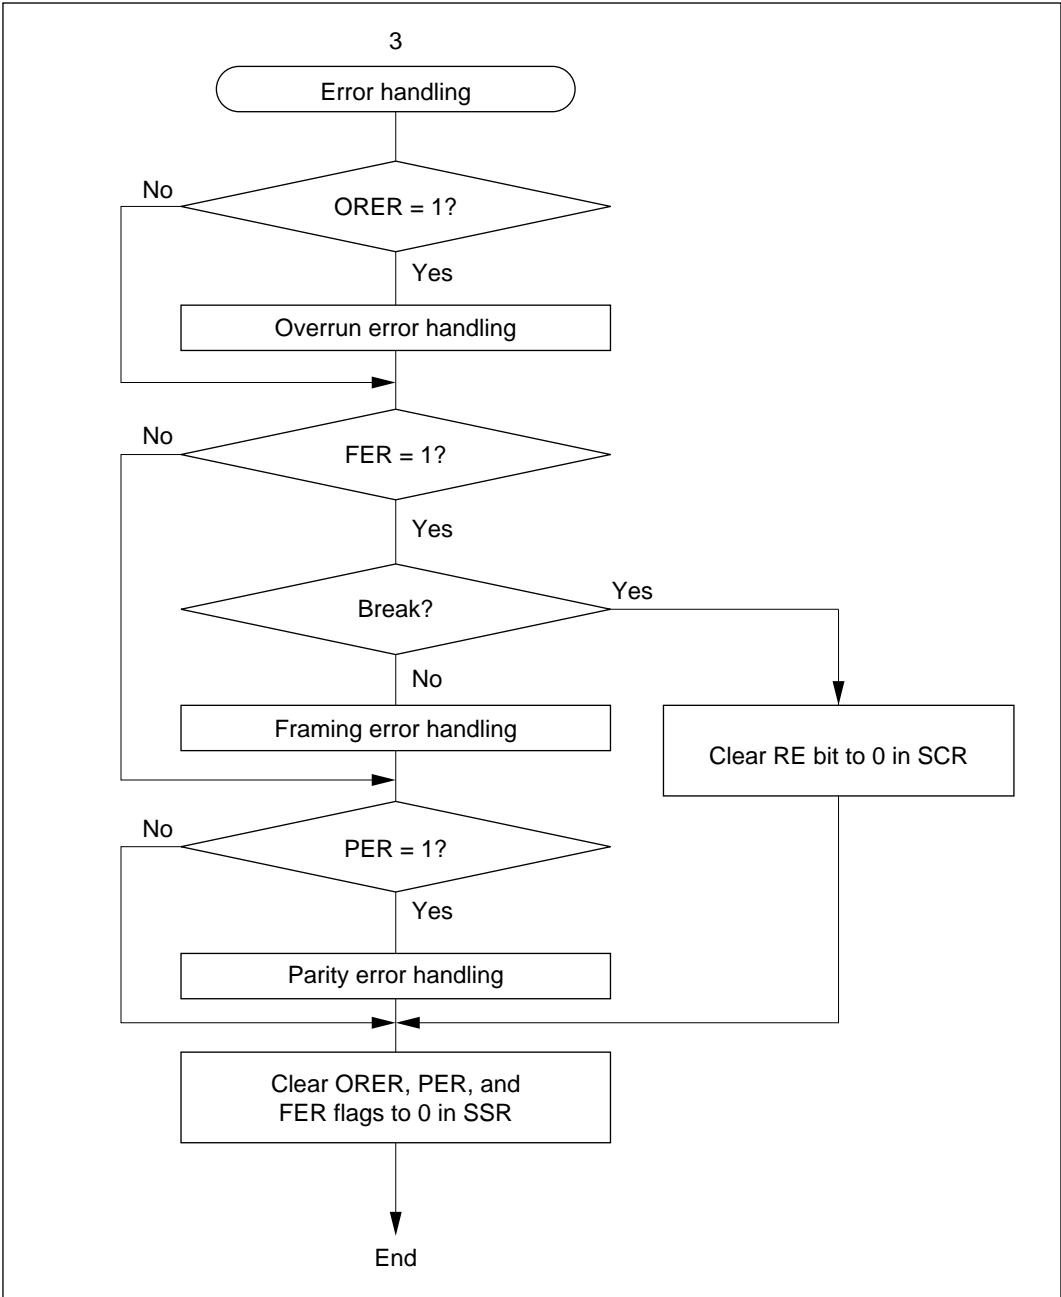 3
Error handling
No
ORER = 1?
Yes
Overrun error handling
No
FER = 1?
Yes
Break?
Yes
No
Framing error handling
Clear RE bit to 0 in SCR
No
PER = 1?
Yes
Parity error handling
Clear ORER, PER, and
FER flags to 0 in SSR
End